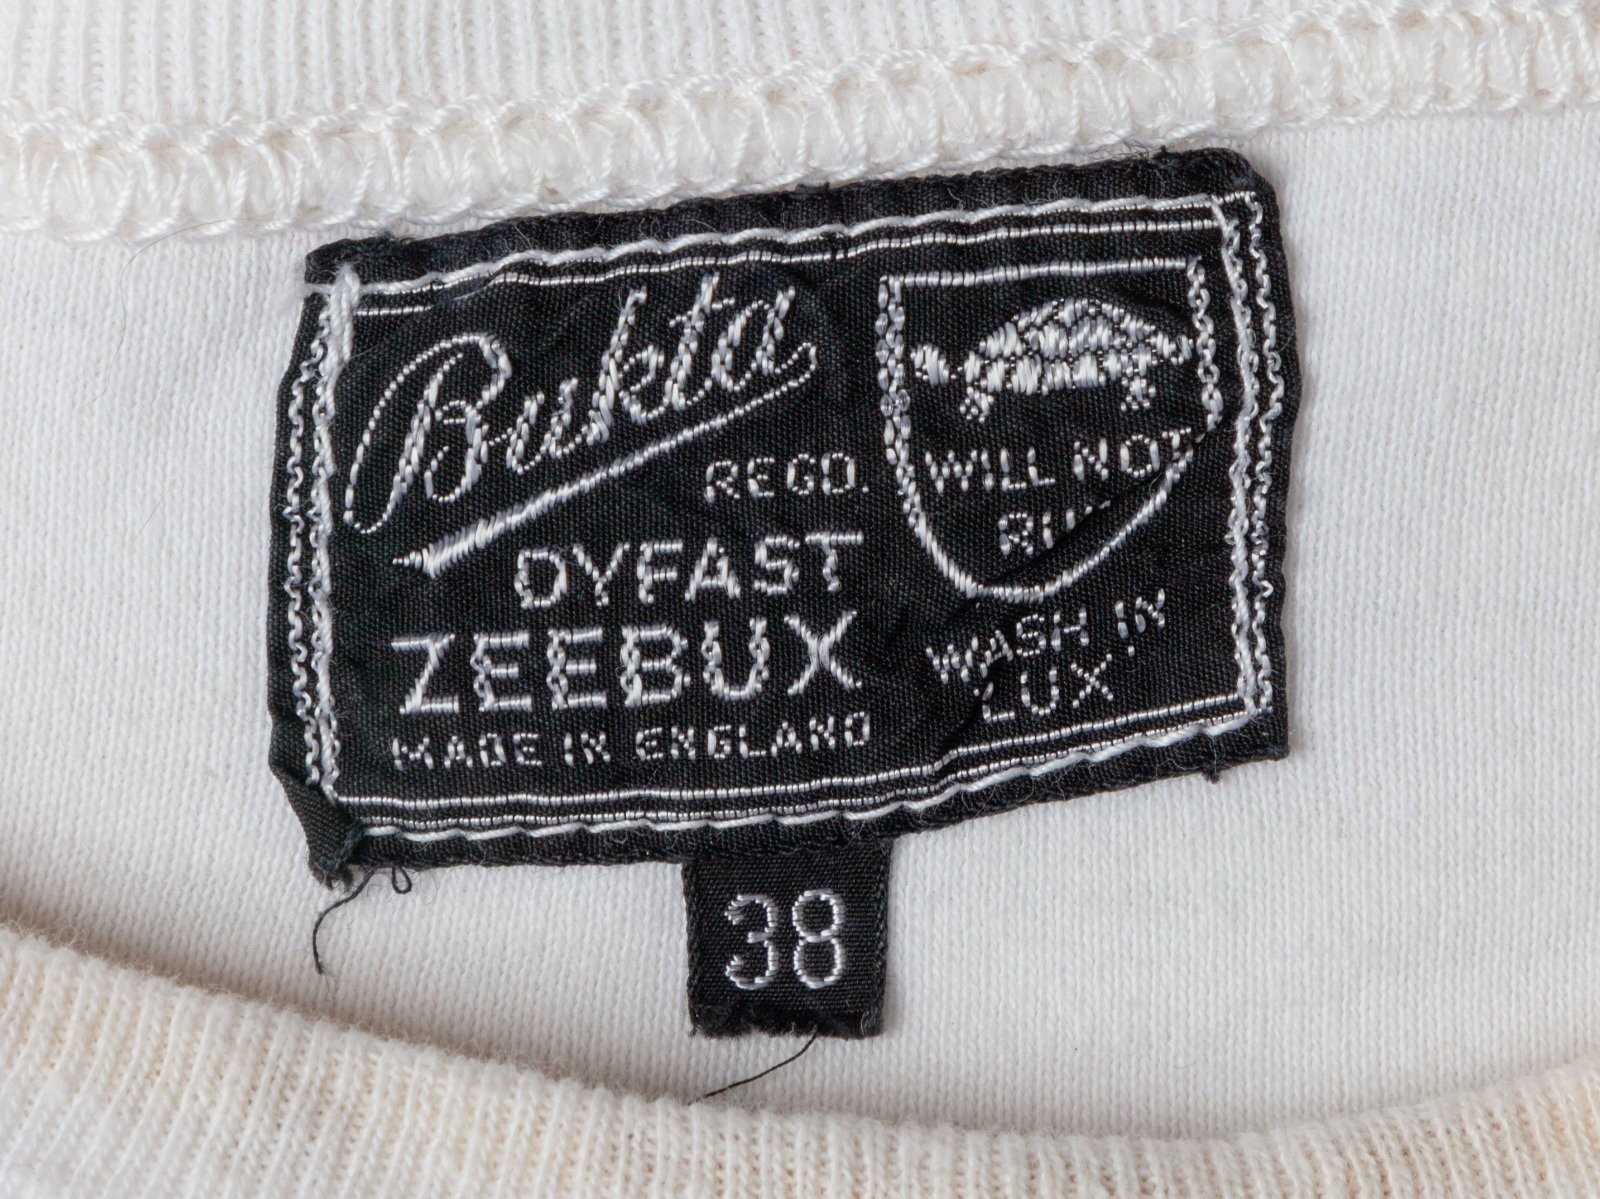 Bukta
REGD.
DYFAST
ZEEBUX
MADE IN ENGLAND
WILL NOT
WASH IN
'LUX'
38